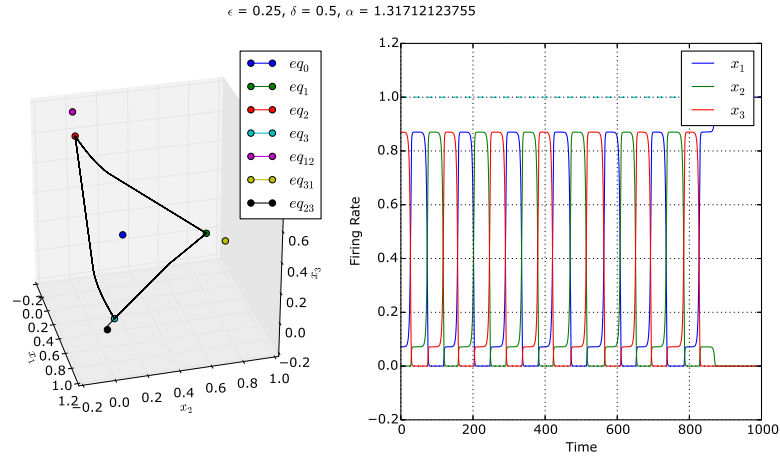 ϵ = 0.25, δ = 0.5, α = 1.31712123755
eq₀
eq₁
eq₂
eq₃
eq₁₂
eq₃₁
eq₂₃
0.6
0.4
0.2
0.0
−0.2
x₃
−0.2
0.0
0.2
0.4
0.6
0.8
1.0
1.2
x₁
−0.2
0.0
0.2
0.4
0.6
0.8
1.0
x₂
1.2
1.0
0.8
0.6
0.4
0.2
0.0
−0.2
Firing Rate
x₁
x₂
x₃
0 200 400 600 800 1000
Time